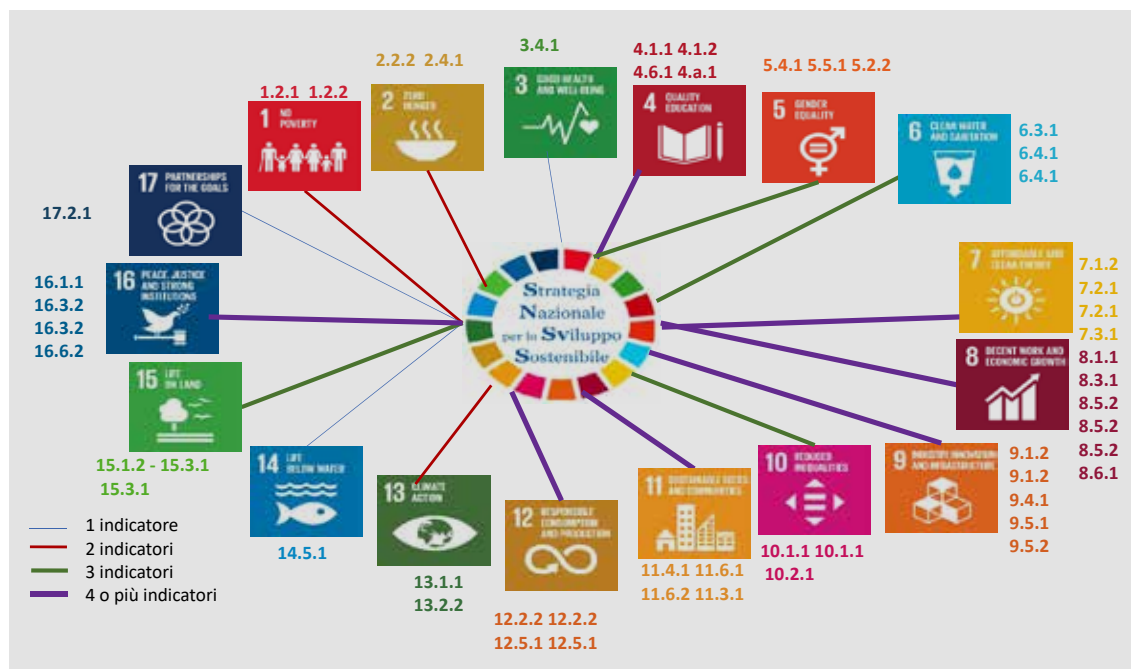 1.2.1 1.2.2
1 NO
POVERTY
2.2.2 2.4.1
2 ZERO
HUNGER
3.4.1
3 GOOD HEALTH
AND WELL-BEING
4.1.1 4.1.2
4.6.1 4.a.1
4 QUALITY
EDUCATION
5.4.1 5.5.1 5.2.2
5 GENDER
EQUALITY
6 CLEAN WATER
AND SANITATION
6.3.1
6.4.1
6.4.1
7 AFFORDABLE AND
CLEAN ENERGY
7.1.2
7.2.1
7.2.1
7.3.1
8 DECENT WORK AND
ECONOMIC GROWTH
8.1.1
8.3.1
8.5.2
8.5.2
8.5.2
8.6.1
9 INDUSTRY, INNOVATION
AND INFRASTRUCTURE
9.1.2
9.1.2
9.4.1
9.5.1
9.5.2
10 REDUCED
INEQUALITIES
10.1.1 10.1.1
10.2.1
11 SUSTAINABLE CITIES
AND COMMUNITIES
11.4.1 11.6.1
11.6.2 11.3.1
12 RESPONSIBLE
CONSUMPTION
AND PRODUCTION
12.2.2 12.2.2
12.5.1 12.5.1
13 CLIMATE
ACTION
13.1.1
13.2.2
14 LIFE
BELOW WATER
14.5.1
15 LIFE
ON LAND
15.1.2 - 15.3.1
15.3.1
16 PEACE, JUSTICE
AND STRONG
INSTITUTIONS
16.1.1
16.3.2
16.3.2
16.6.2
17 PARTNERSHIPS
FOR THE GOALS
17.2.1
Strategia
Nazionale
per lo Sviluppo
Sostenibile
1 indicatore
2 indicatori
3 indicatori
4 o più indicatori